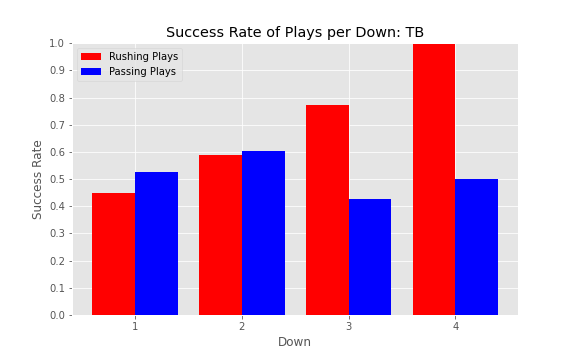 Success Rate of Plays per Down: TB
Rushing Plays
Passing Plays
1.0
0.9
0.8
0.7
0.6
0.5
0.4
0.3
0.2
0.1
0.0
Success Rate
1 2 3 4
Down